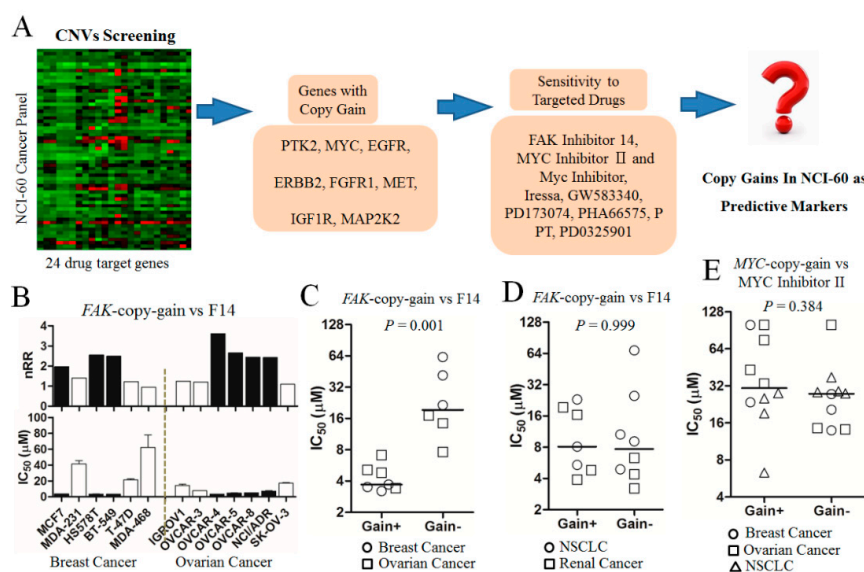 A
CNVs Screening
NCI-60 Cancer Panel
24 drug target genes
Genes with
Copy Gain
PTK2, MYC, EGFR,
ERBB2, FGFR1, MET,
IGF1R, MAP2K2
Sensitivity to
Targeted Drugs
FAK Inhibitor 14,
MYC Inhibitor II and
Myc Inhibitor,
Iressa, GW583340,
PD173074, PHA66575, P
PT, PD0325901
Copy Gains In NCI-60 as
Predictive Markers
B
FAK-copy-gain vs F14
nRR
4
3
2
1
0
IC50 (μM)
100
80
60
40
20
0
MCF7
MDA-231
HS578T
BT-549
T-47D
MDA-468
IGROV1
OVCAR-3
OVCAR-4
OVCAR-5
OVCAR-8
NCI/ADR
SK-OV-3
Breast Cancer
Ovarian Cancer
C
FAK-copy-gain vs F14
P = 0.001
IC50 (μM)
128
64
32
16
8
4
2
Gain+
Gain-
Breast Cancer
Ovarian Cancer
D
FAK-copy-gain vs F14
P = 0.999
IC50 (μM)
128
64
32
16
8
4
2
Gain+
Gain-
NSCLC
Renal Cancer
E
MYC-copy-gain vs
MYC Inhibitor II
P = 0.384
IC50 (μM)
128
64
32
16
8
4
Gain+
Gain-
Breast Cancer
Ovarian Cancer
NSCLC